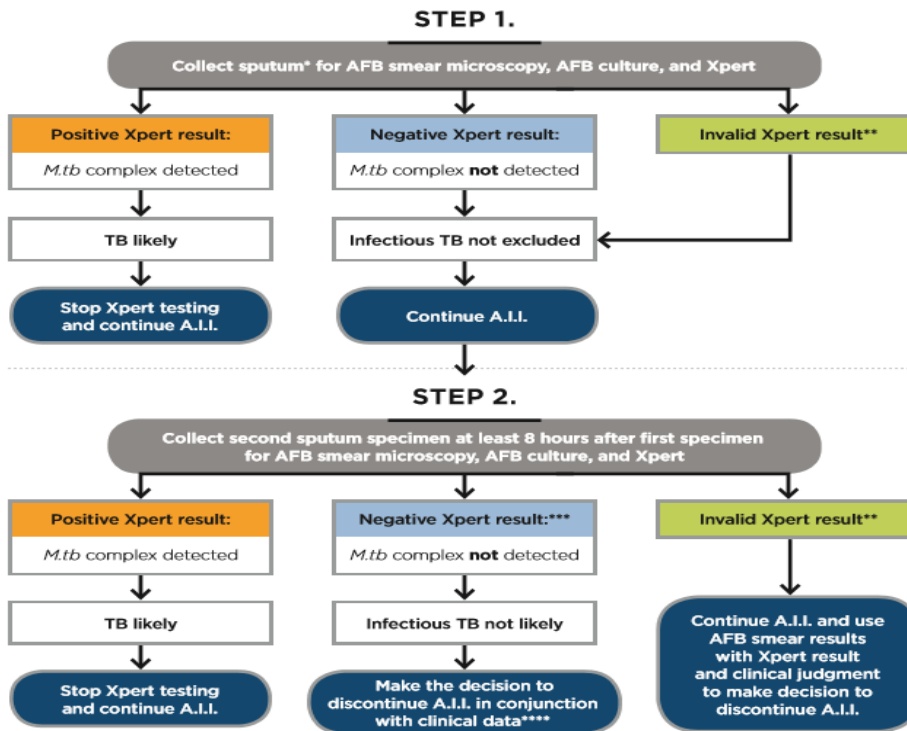 STEP 1.
Collect sputum* for AFB smear microscopy, AFB culture, and Xpert
Positive Xpert result:
M.tb complex detected
TB likely
Stop Xpert testing
and continue A.I.I.
Negative Xpert result:
M.tb complex not detected
Infectious TB not excluded
Continue A.I.I.
Invalid Xpert result**
STEP 2.
Collect second sputum specimen at least 8 hours after first specimen
for AFB smear microscopy, AFB culture, and Xpert
Positive Xpert result:
M.tb complex detected
TB likely
Stop Xpert testing
and continue A.I.I.
Negative Xpert result:***
M.tb complex not detected
Infectious TB not likely
Make the decision to
discontinue A.I.I. in conjunction
with clinical data****
Invalid Xpert result**
Continue A.I.I. and use
AFB smear results
with Xpert result
and clinical judgment
to make decision to
discontinue A.I.I.